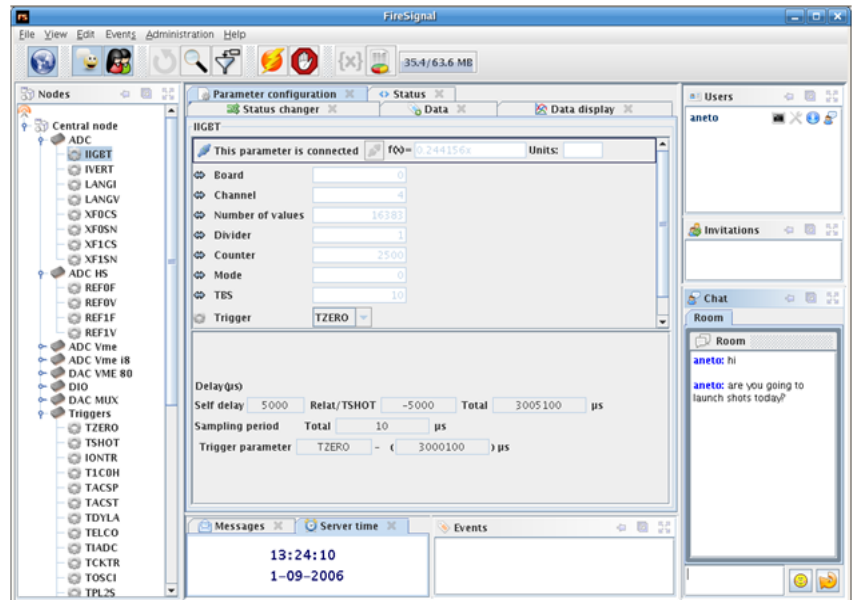 FireSignal
File View Edit Events Administration Help
{x}
35.4/63.6 MB
Nodes
Central node
ADC
IIGBT
IVERT
LANGI
LANGV
XF0CS
XF0SN
XF1CS
XF1SN
ADC HS
REF0F
REF0V
REF1F
REF1V
ADC Vme
ADC Vme i8
DAC VME 80
DIO
DAC MUX
Triggers
TZERO
TSHOT
IONTR
T1C0H
TACSP
TACST
TDYLA
TELCO
TIADC
TCKTR
TOSCI
TPL2S
Parameter configuration Status
Status changer Data Data display
IIGBT
This parameter is connected f(x)= 0.244156x Units:
Board 0
Channel 4
Number of values 16383
Divider 1
Counter 2500
Mode 0
TBS 10
Trigger TZERO
Delay(µs)
Self delay 5000 Relat/TSHOT -5000 Total 3005100 µs
Sampling period Total 10 µs
Trigger parameter TZERO - ( 3000100 ) µs
Messages Server time
13:24:10
1-09-2006
Events
Users
aneto
Invitations
Chat
Room
Room
aneto: hi
aneto: are you going to
launch shots today?